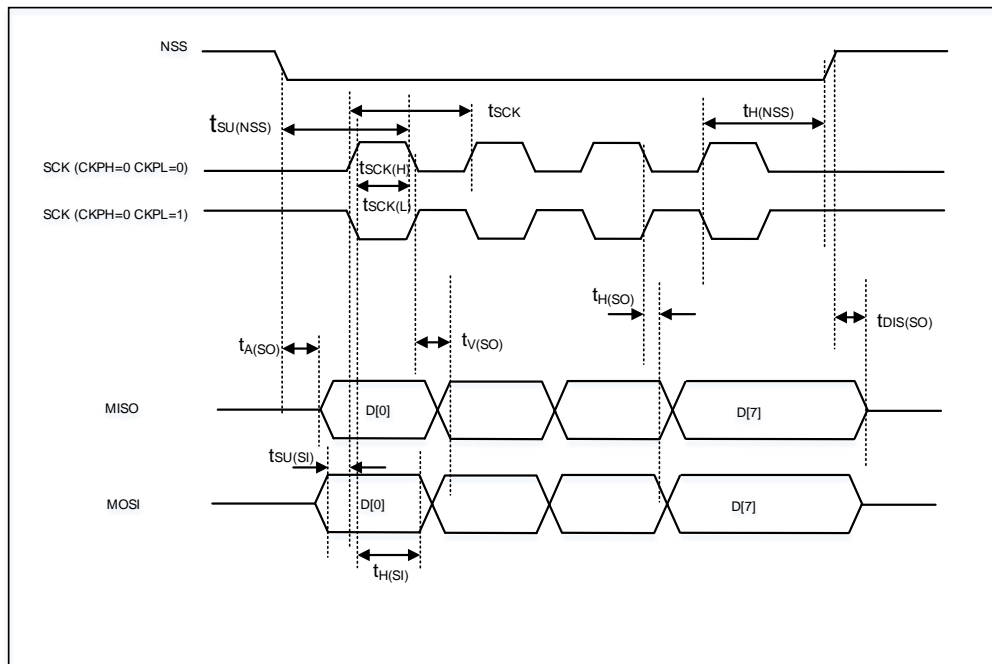 NSS
tSCK
tH(NSS)
tSU(NSS)
SCK (CKPH=0 CKPL=0)
tSCK(H)
tSCK(L)
SCK (CKPH=0 CKPL=1)
tH(SO)
tDIS(SO)
tV(SO)
tA(SO)
MISO
D[0]
D[7]
tSU(SI)
MOSI
D[0]
D[7]
tH(SI)